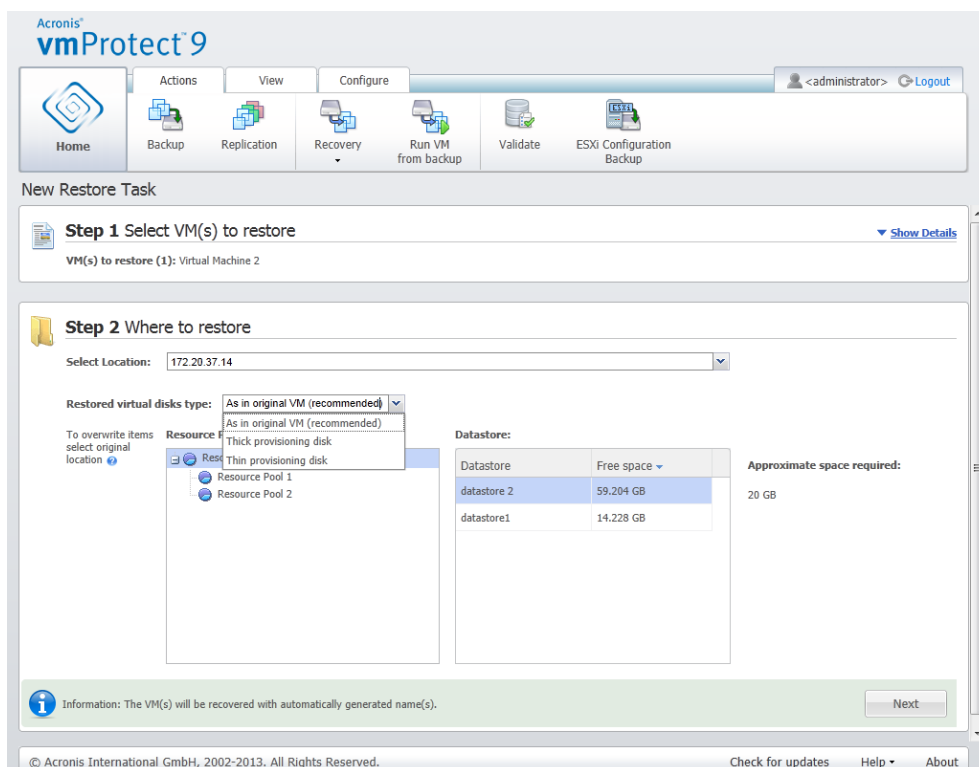 Acronis®
vmProtect™9
Actions View Configure
<administrator> Logout
Home
Backup
Replication
Recovery
Run VM
from backup
Validate
ESXi Configuration
Backup
New Restore Task
Step 1 Select VM(s) to restore
Show Details
VM(s) to restore (1): Virtual Machine 2
Step 2 Where to restore
Select Location: 172.20.37.14
Restored virtual disks type: As in original VM (recommended)
As in original VM (recommended)
Thick provisioning disk
Thin provisioning disk
To overwrite items
select original
location
Resource Pool 1
Resource Pool 2
Datastore:
Datastore Free space
datastore 2 59.204 GB
datastore1 14.228 GB
Approximate space required:
20 GB
Information: The VM(s) will be recovered with automatically generated name(s).
Next
© Acronis International GmbH, 2002-2013. All Rights Reserved.
Check for updates Help About